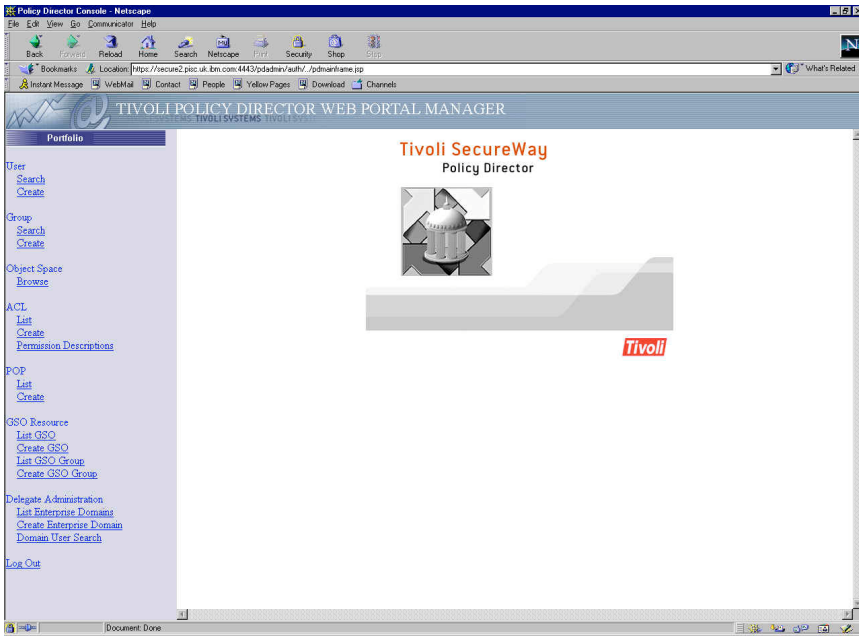 Policy Director Console - Netscape
File Edit View Go Communicator Help
Back Forward Reload Home Search Netscape Print Security Shop Stop
Bookmarks Location: https://secure2.pisc.uk.ibm.com:4443/pdadmin/auth/../pdmainframe.jsp What's Related
Instant Message WebMail Contact People Yellow Pages Download Channels
TIVOLI POLICY DIRECTOR WEB PORTAL MANAGER
TIVOLI SYSTEMS
Portfolio
User
Search
Create
Group
Search
Create
Object Space
Browse
ACL
List
Create
Permission Descriptions
POP
List
Create
GSO Resource
List GSO
Create GSO
List GSO Group
Create GSO Group
Delegate Administration
List Enterprise Domains
Create Enterprise Domain
Domain User Search
Log Out
Tivoli SecureWay
Policy Director
Tivoli
Document: Done